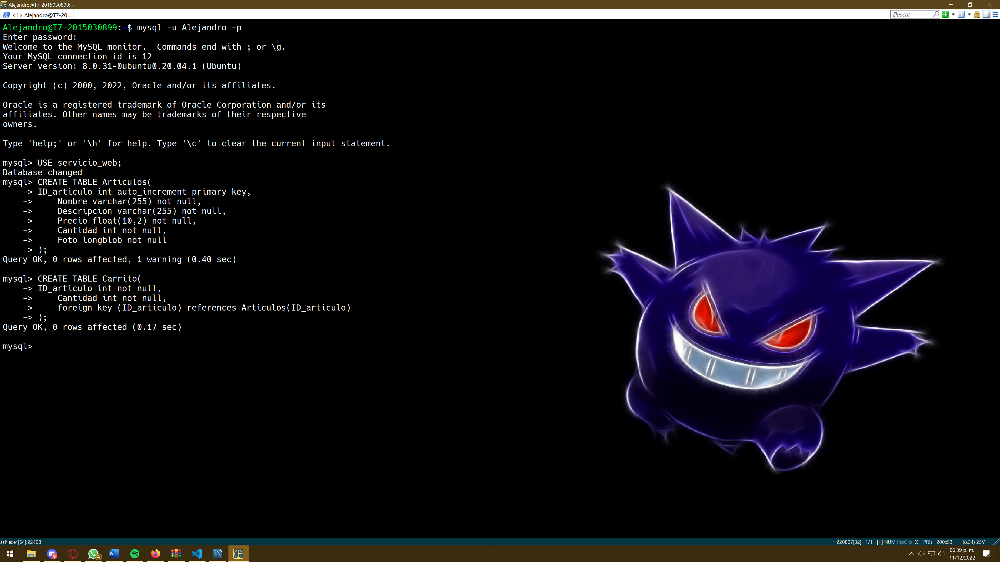 Alejandro@T7-2015030899: ~
<1> Alejandro@T7-20...
Buscar
Alejandro@T7-2015030899:~$ mysql -u Alejandro -p
Enter password:
Welcome to the MySQL monitor.  Commands end with ; or \g.
Your MySQL connection id is 12
Server version: 8.0.31-0ubuntu0.20.04.1 (Ubuntu)
Copyright (c) 2000, 2022, Oracle and/or its affiliates.
Oracle is a registered trademark of Oracle Corporation and/or its
affiliates. Other names may be trademarks of their respective
owners.
Type 'help;' or '\h' for help. Type '\c' to clear the current input statement.
mysql> USE servicio_web;
Database changed
mysql> CREATE TABLE Articulos(
    -> ID_articulo int auto_increment primary key,
    ->     Nombre varchar(255) not null,
    ->     Descripcion varchar(255) not null,
    ->     Precio float(10,2) not null,
    ->     Cantidad int not null,
    ->     Foto longblob not null
    -> );
Query OK, 0 rows affected, 1 warning (0.40 sec)
mysql> CREATE TABLE Carrito(
    -> ID_articulo int not null,
    ->     Cantidad int not null,
    ->     foreign key (ID_articulo) references Articulos(ID_articulo)
    -> );
Query OK, 0 rows affected (0.17 sec)
mysql>
ssh.exe*[64]:22408
« 220807[32] 1/1 [+] NUM InpGrp X PRI↕ 200x53 (8,34) 25V
9
4
06:39 p. m.
11/12/2022